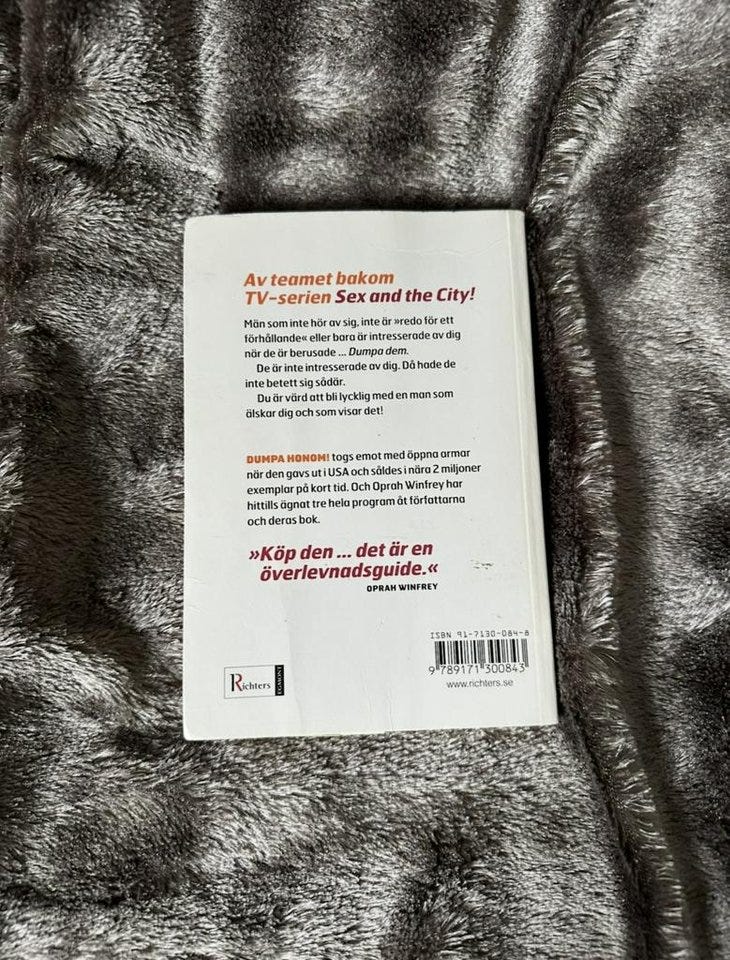 Av teamet bakom
TV-serien Sex and the City!
Män som inte hör av sig, inte är »redo för ett
förhållande« eller bara är intresserade av dig
när de är berusade ... Dumpa dem.
De är inte intresserade av dig. Då hade de
inte betett sig sådär.
Du är värd att bli lycklig med en man som
älskar dig och som visar det!
DUMPA HONOM! togs emot med öppna armar
när den gavs ut i USA och såldes i nära 2 miljoner
exemplar på kort tid. Och Oprah Winfrey har
hittills ägnat tre hela program åt författarna
och deras bok.
»Köp den ... det är en
överlevnadsguide.«
OPRAH WINFREY
ISBN 91-7130-084-8
9 789171 300843
www.richters.se
Richters
EGMONT